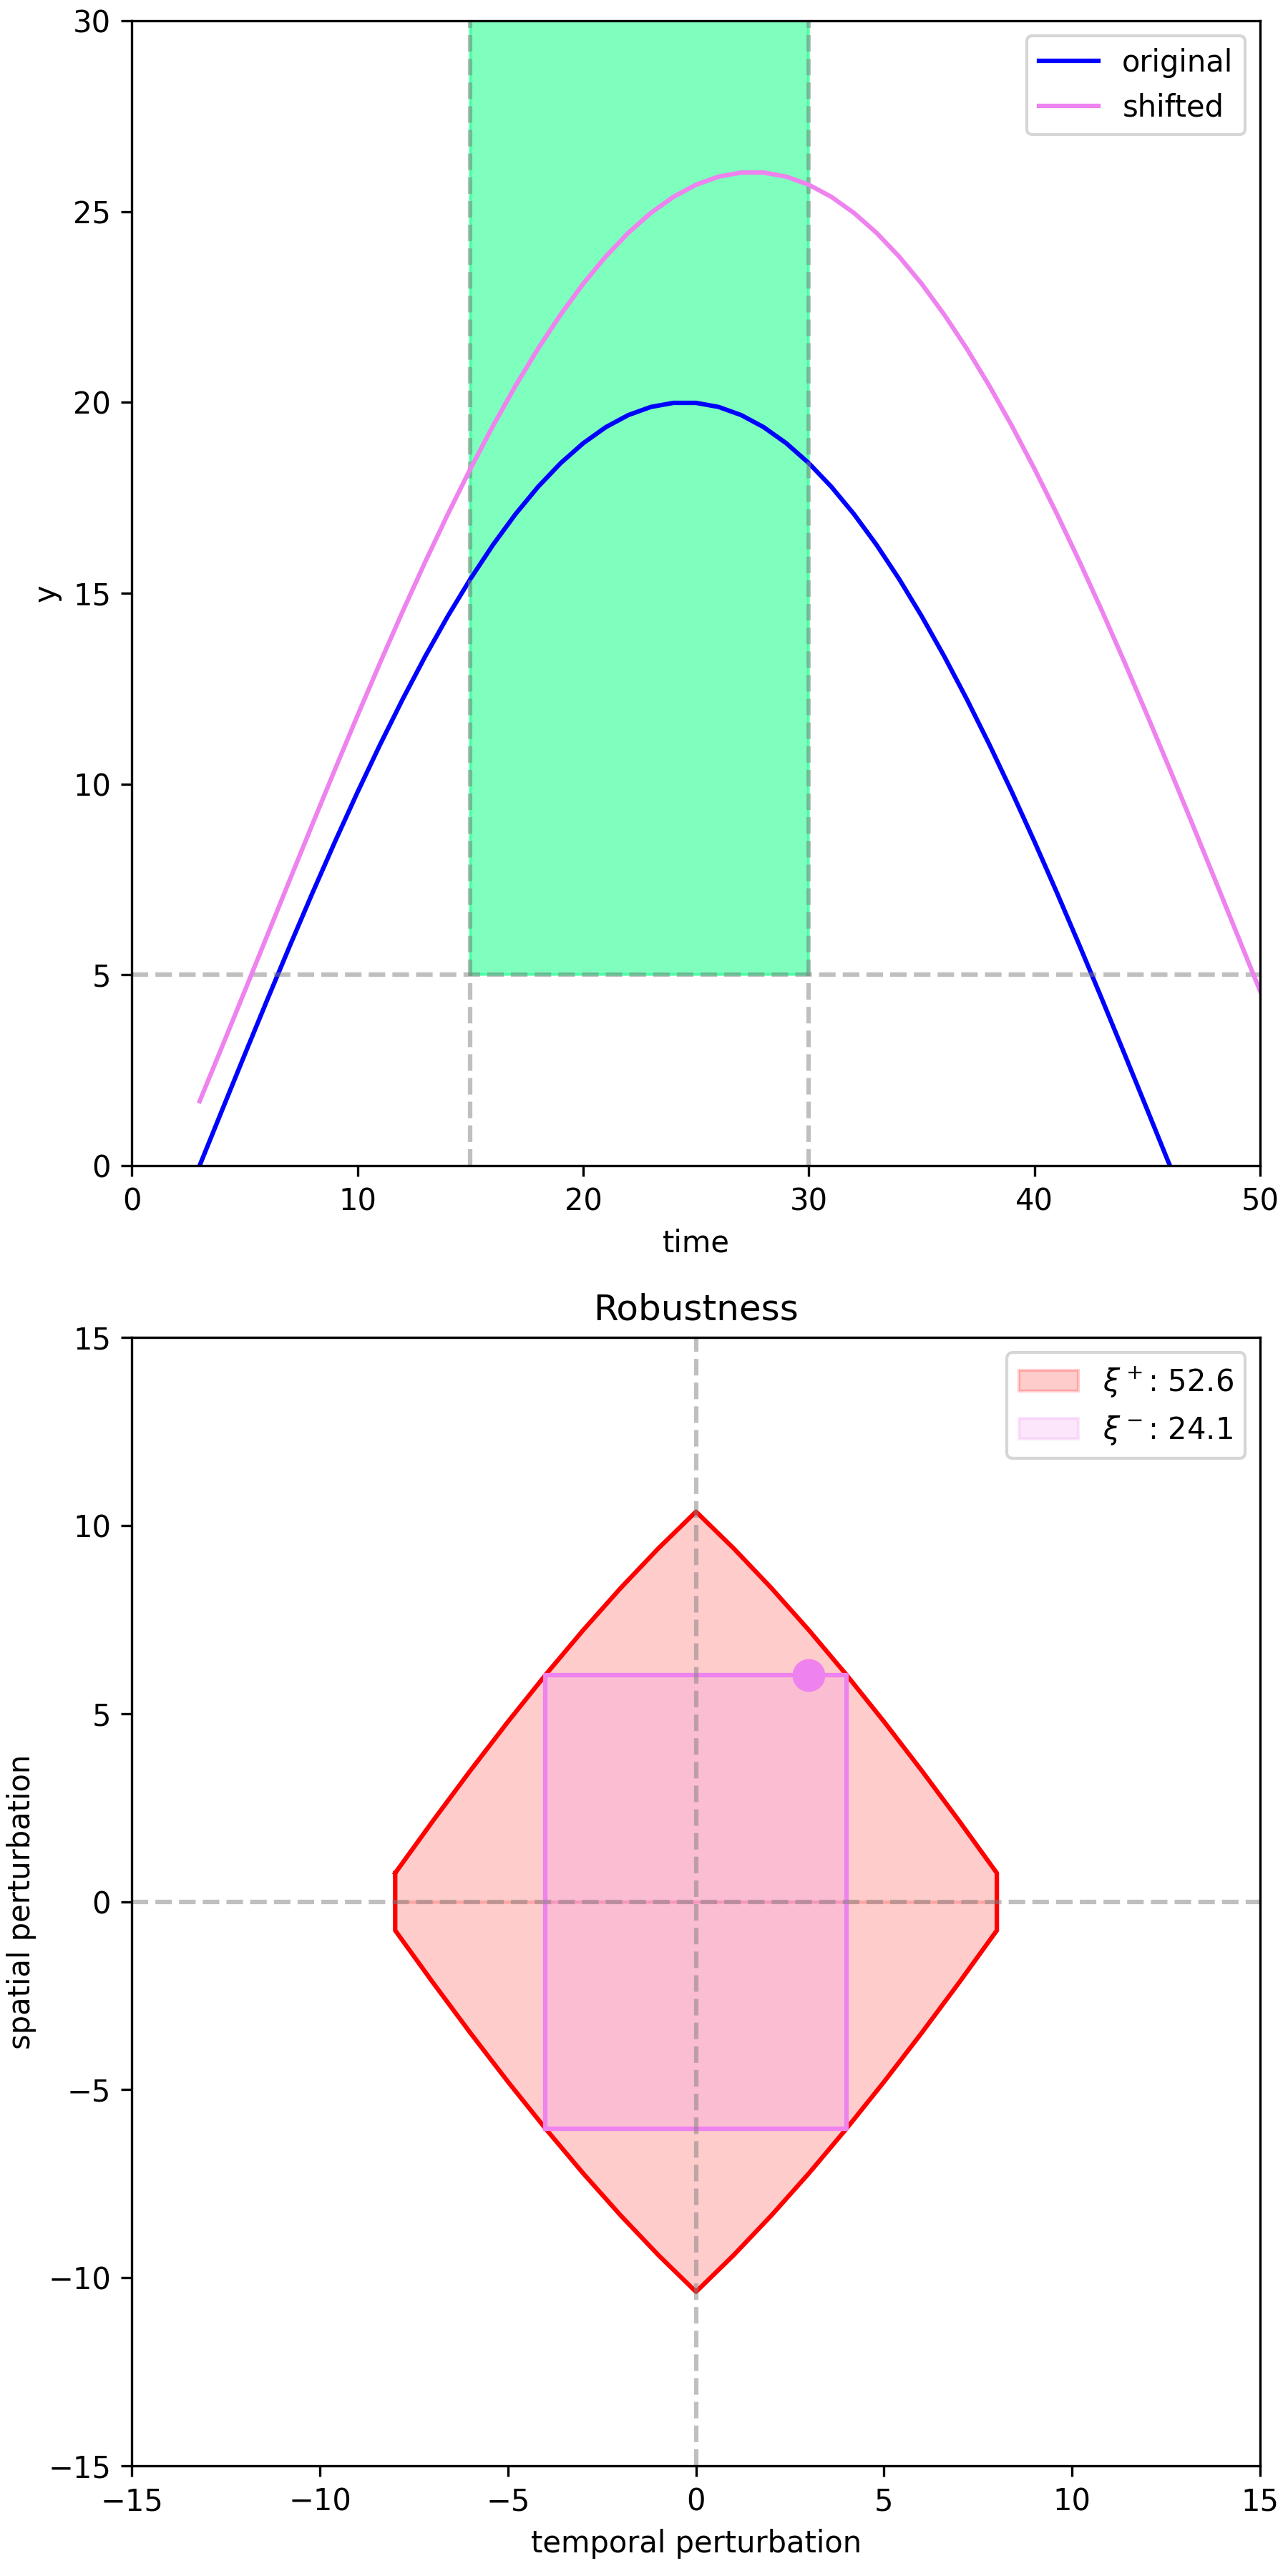 30
25
20
15
10
5
0
y
0 10 20 30 40 50
time
original
shifted
Robustness
15
10
5
0
−5
−10
−15
spatial perturbation
−15 −10 −5 0 5 10 15
temporal perturbation
ξ⁺: 52.6
ξ⁻: 24.1